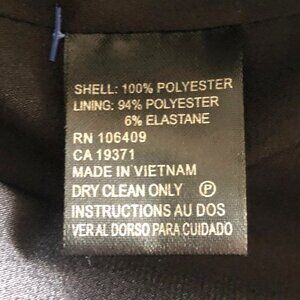 SHELL: 100% POLYESTER
LINING: 94% POLYESTER
6% ELASTANE
RN 106409
CA 19371
MADE IN VIETNAM
DRY CLEAN ONLY Ⓟ
INSTRUCTIONS AU DOS
VER AL DORSO PARA CUIDADO